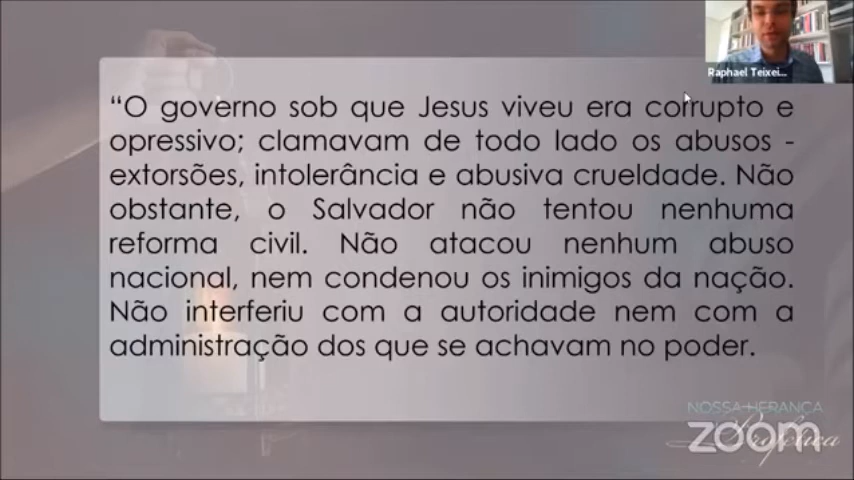 Raphael Teixei...
“O governo sob que Jesus viveu era corrupto e
opressivo; clamavam de todo lado os abusos -
extorsões, intolerância e abusiva crueldade. Não
obstante, o Salvador não tentou nenhuma
reforma civil. Não atacou nenhum abuso
nacional, nem condenou os inimigos da nação.
Não interferiu com a autoridade nem com a
administração dos que se achavam no poder.
NOSSA HERANÇA
Profética
zoom